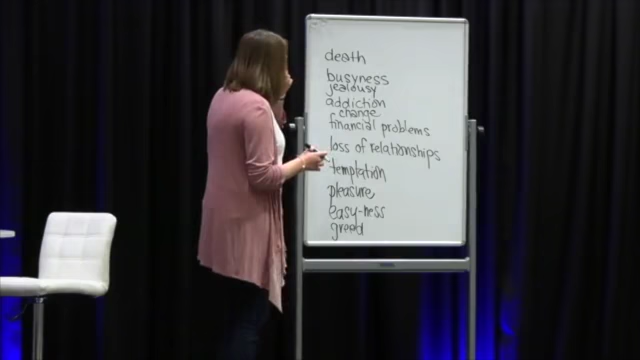 death
busyness
jealousy
addiction
change
financial problems
loss of relationships
temptation
pleasure
easy-ness
greed